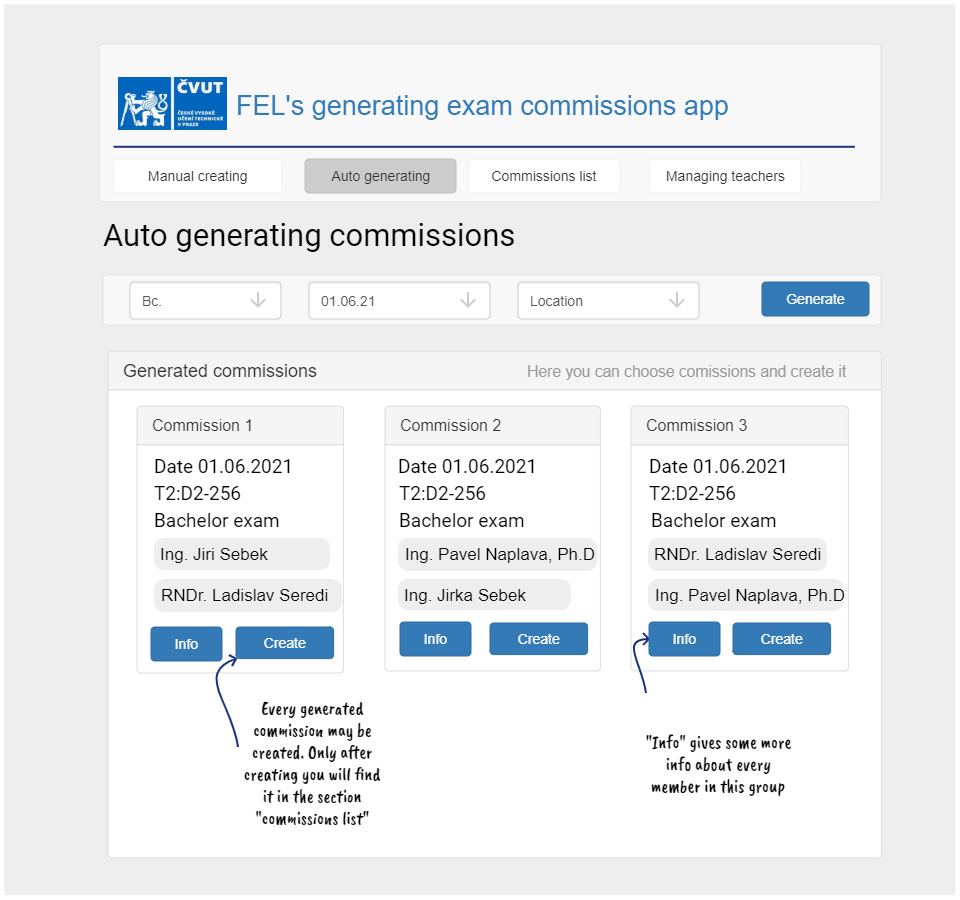 ČVUT
ČESKÉ VYSOKÉ
UČENÍ TECHNICKÉ
V PRAZE
FEL's generating exam commissions app
Manual creating
Auto generating
Commissions list
Managing teachers
Auto generating commissions
Bc.
01.06.21
Location
Generate
Generated commissions
Here you can choose comissions and create it
Commission 1
Date 01.06.2021
T2:D2-256
Bachelor exam
Ing. Jiri Sebek
RNDr. Ladislav Seredi
Info
Create
Commission 2
Date 01.06.2021
T2:D2-256
Bachelor exam
Ing. Pavel Naplava, Ph.D
Ing. Jirka Sebek
Info
Create
Commission 3
Date 01.06.2021
T2:D2-256
Bachelor exam
RNDr. Ladislav Seredi
Ing. Pavel Naplava, Ph.D
Info
Create
Every generated
commission may be
created. Only after
creating you will find
it in the section
"commissions list"
"Info" gives some more
info about every
member in this group